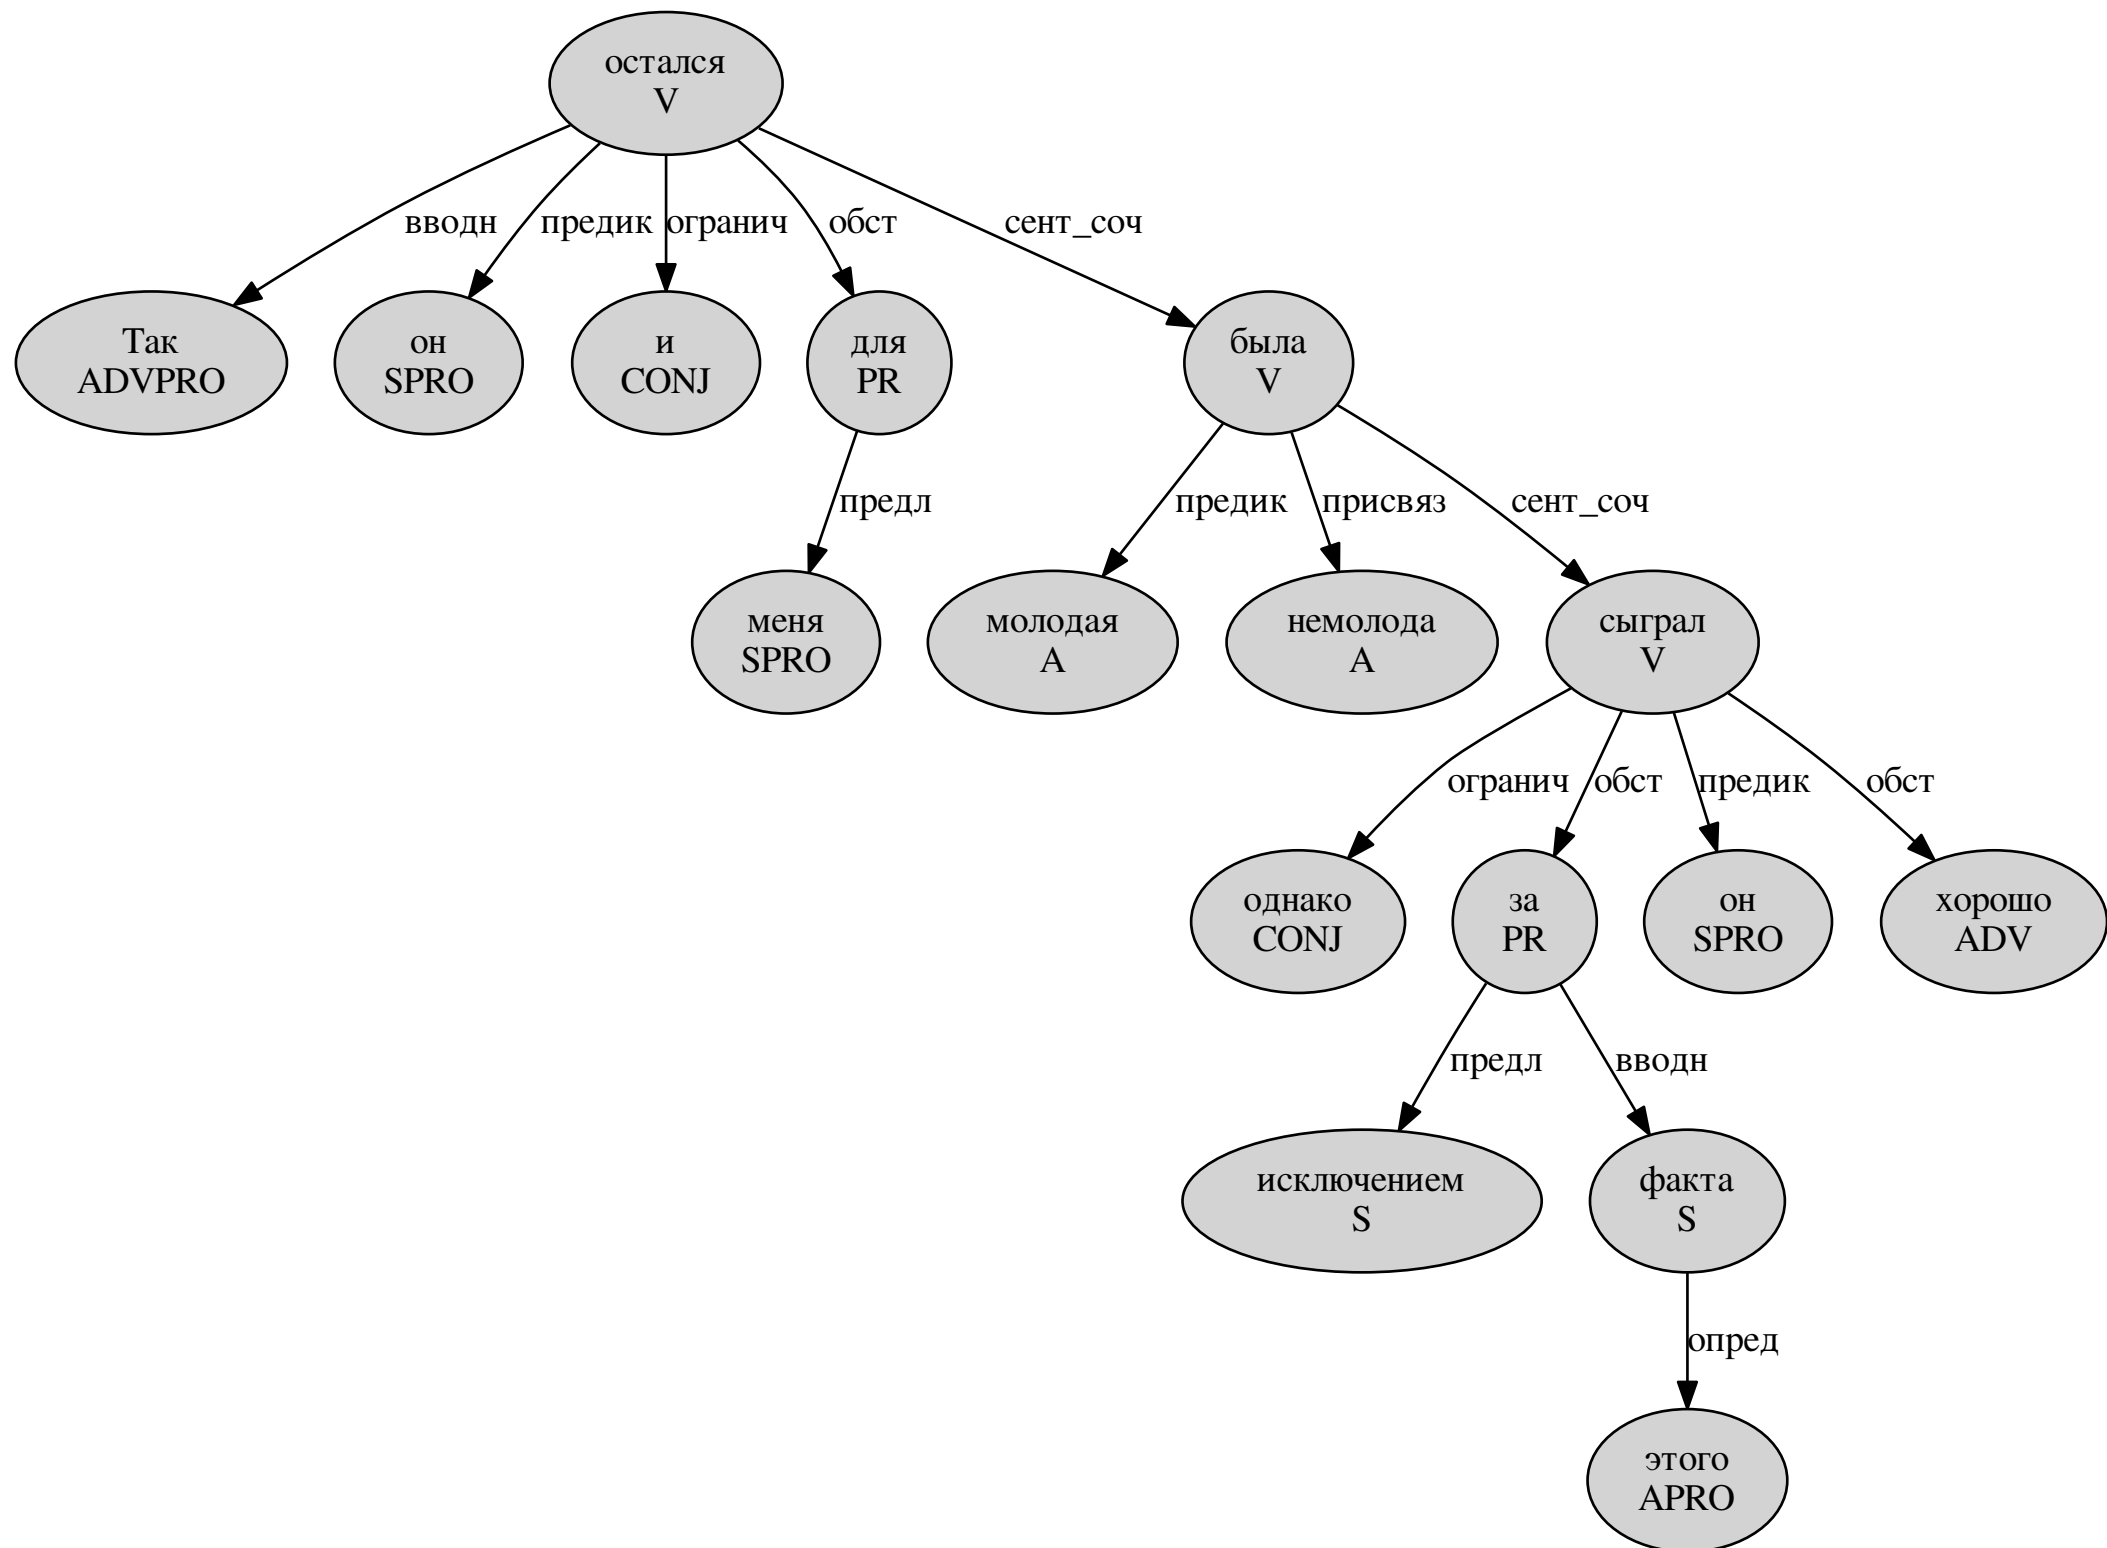 остался
V
вводн
предик
огранич
обст
сент_соч
Так
ADVPRO
он
SPRO
и
CONJ
для
PR
была
V
предл
предик
присвяз
сент_соч
меня
SPRO
молодая
A
немолода
A
сыграл
V
огранич
обст
предик
обст
однако
CONJ
за
PR
он
SPRO
хорошо
ADV
предл
вводн
исключением
S
факта
S
опред
этого
APRO